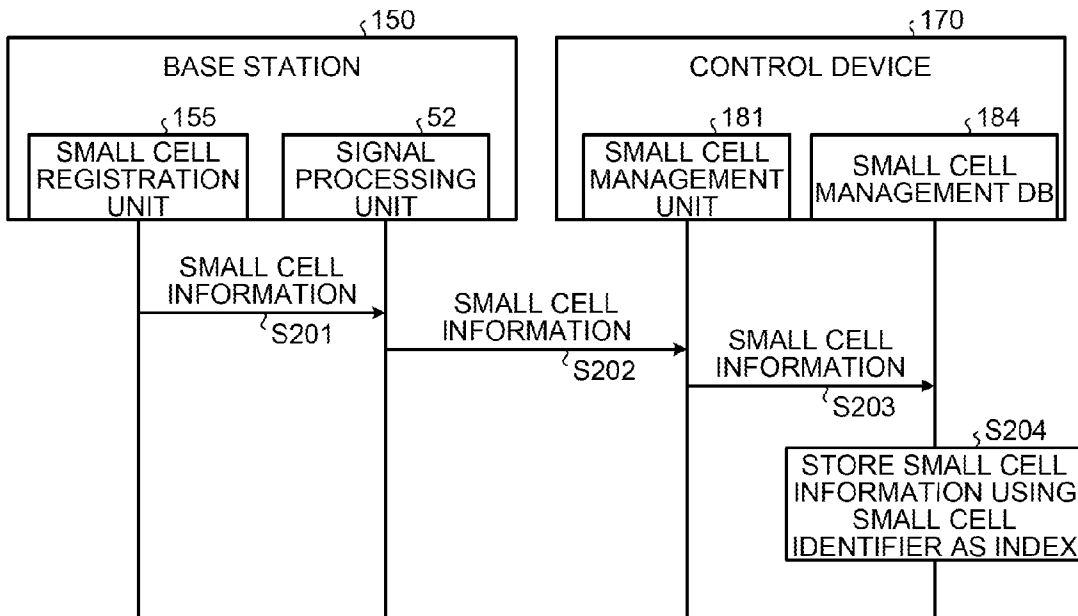 150
170
BASE STATION
CONTROL DEVICE
155
52
181
184
SMALL CELL
REGISTRATION
UNIT
SIGNAL
PROCESSING
UNIT
SMALL CELL
MANAGEMENT
UNIT
SMALL CELL
MANAGEMENT DB
SMALL CELL
INFORMATION
S201
SMALL CELL
INFORMATION
S202
SMALL CELL
INFORMATION
S203
S204
STORE SMALL CELL
INFORMATION USING
SMALL CELL
IDENTIFIER AS INDEX